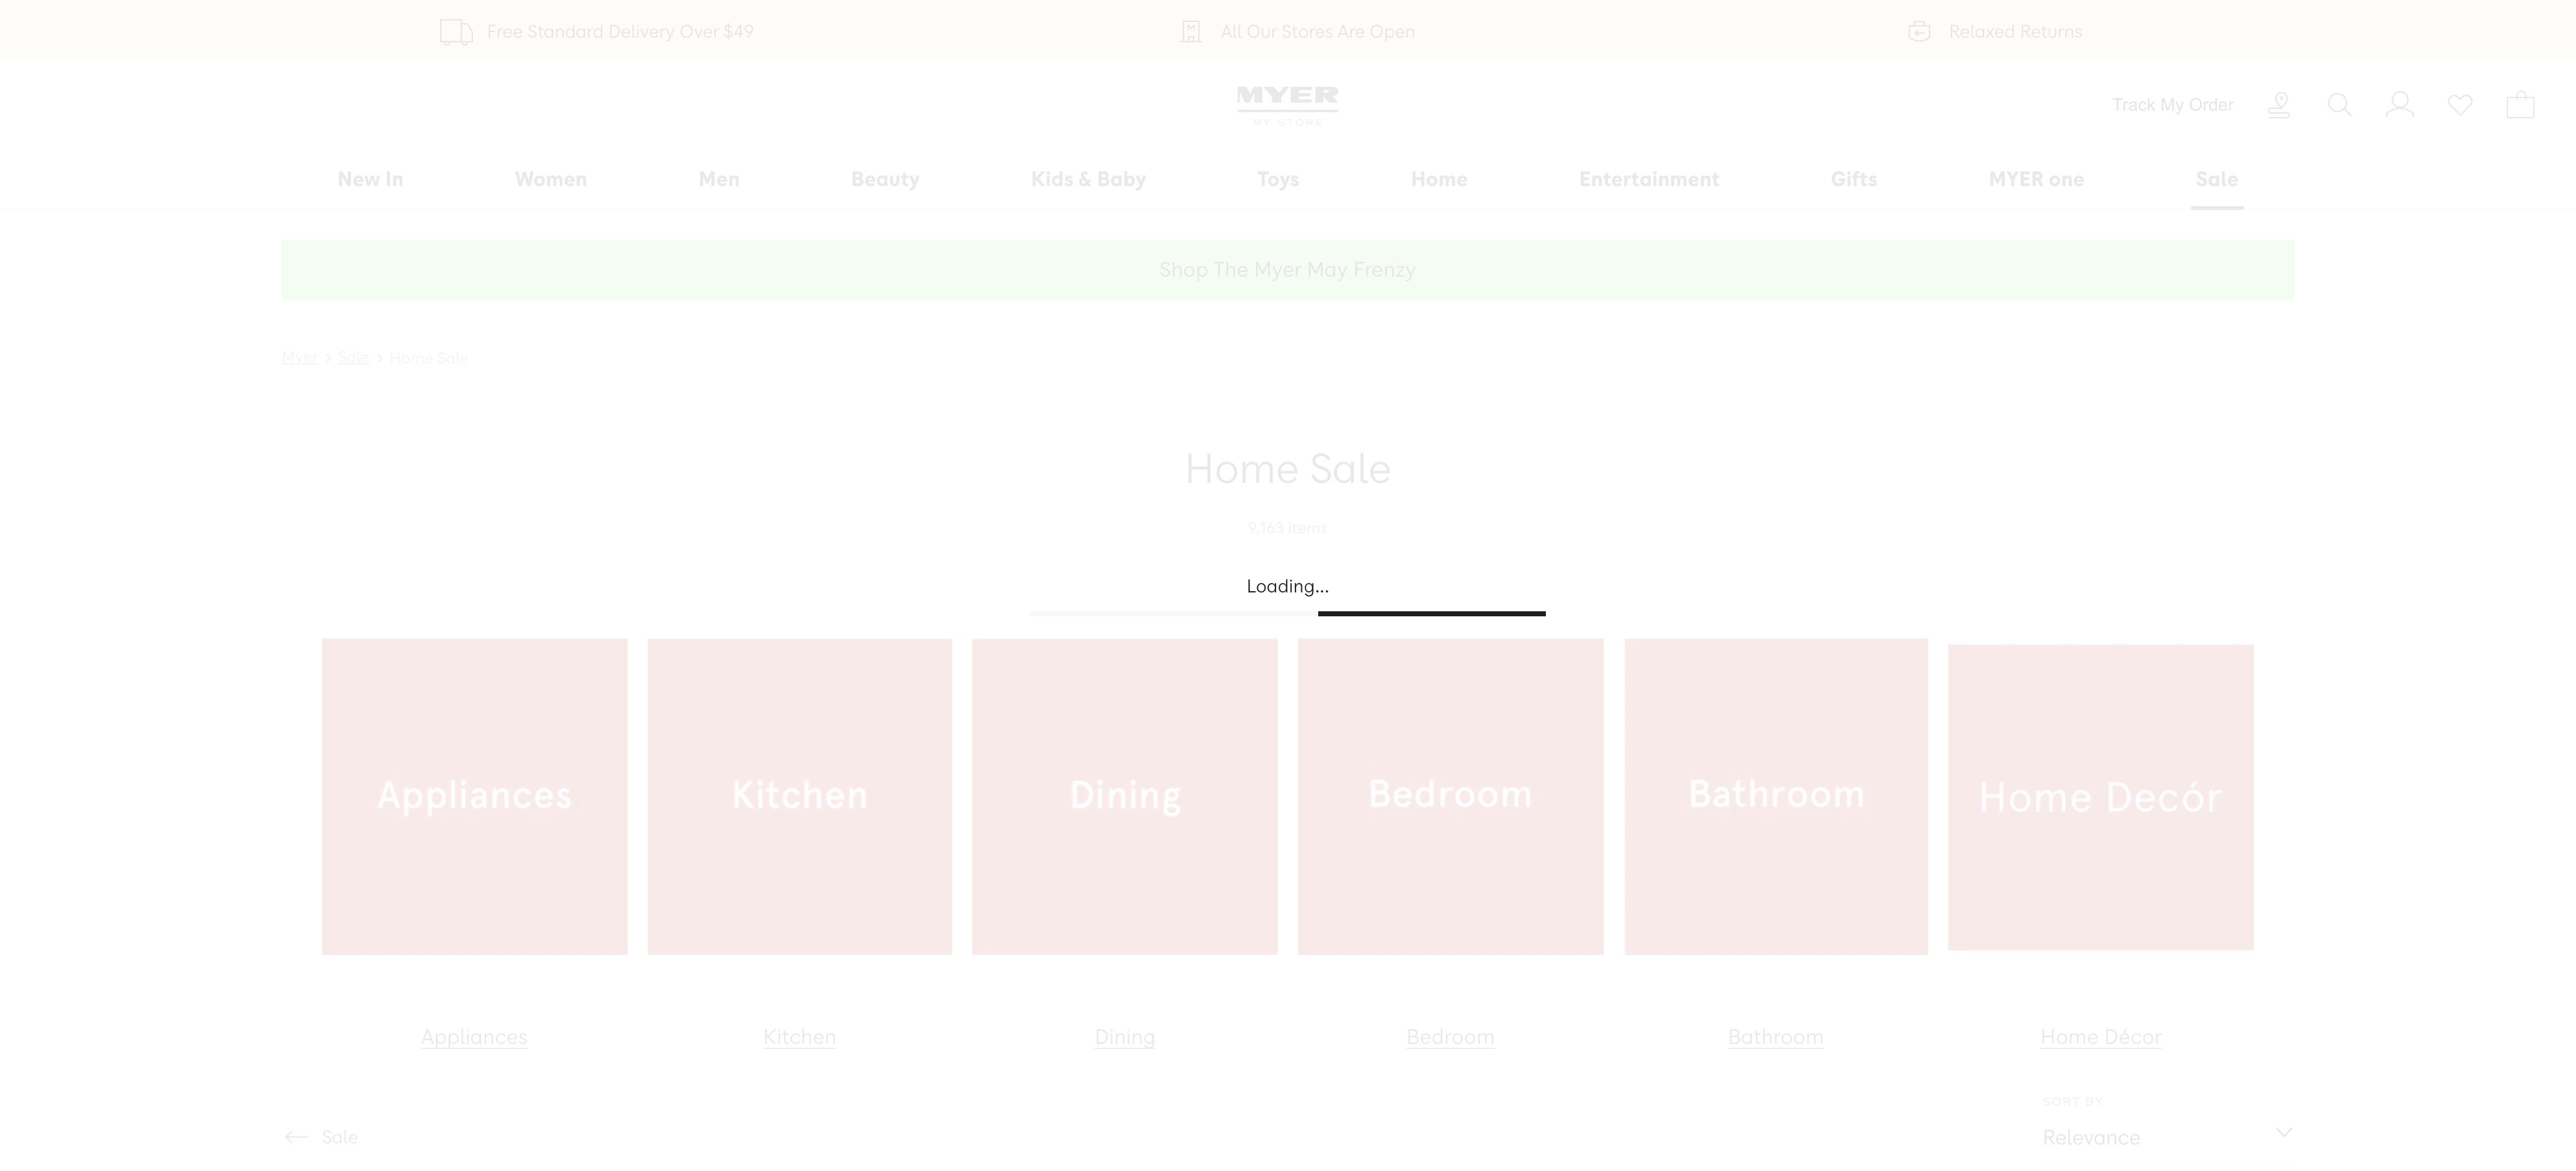 Free Standard Delivery Over $49
All Our Stores Are Open
Relaxed Returns
MYER
MY STORE
Track My Order
New In
Women
Men
Beauty
Kids & Baby
Toys
Home
Entertainment
Gifts
MYER one
Sale
Shop The Myer May Frenzy
Myer > Sale > Home Sale
Home Sale
9,163 items
Loading...
Appliances
Kitchen
Dining
Bedroom
Bathroom
Home Decór
Appliances
Kitchen
Dining
Bedroom
Bathroom
Home Décor
SORT BY
Sale
Relevance